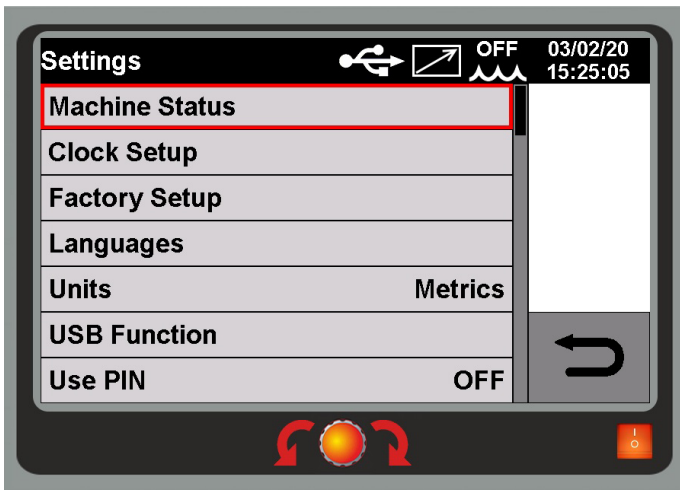 Settings
OFF
03/02/20
15:25:05
Machine Status
Clock Setup
Factory Setup
Languages
Units Metrics
USB Function
Use PIN OFF